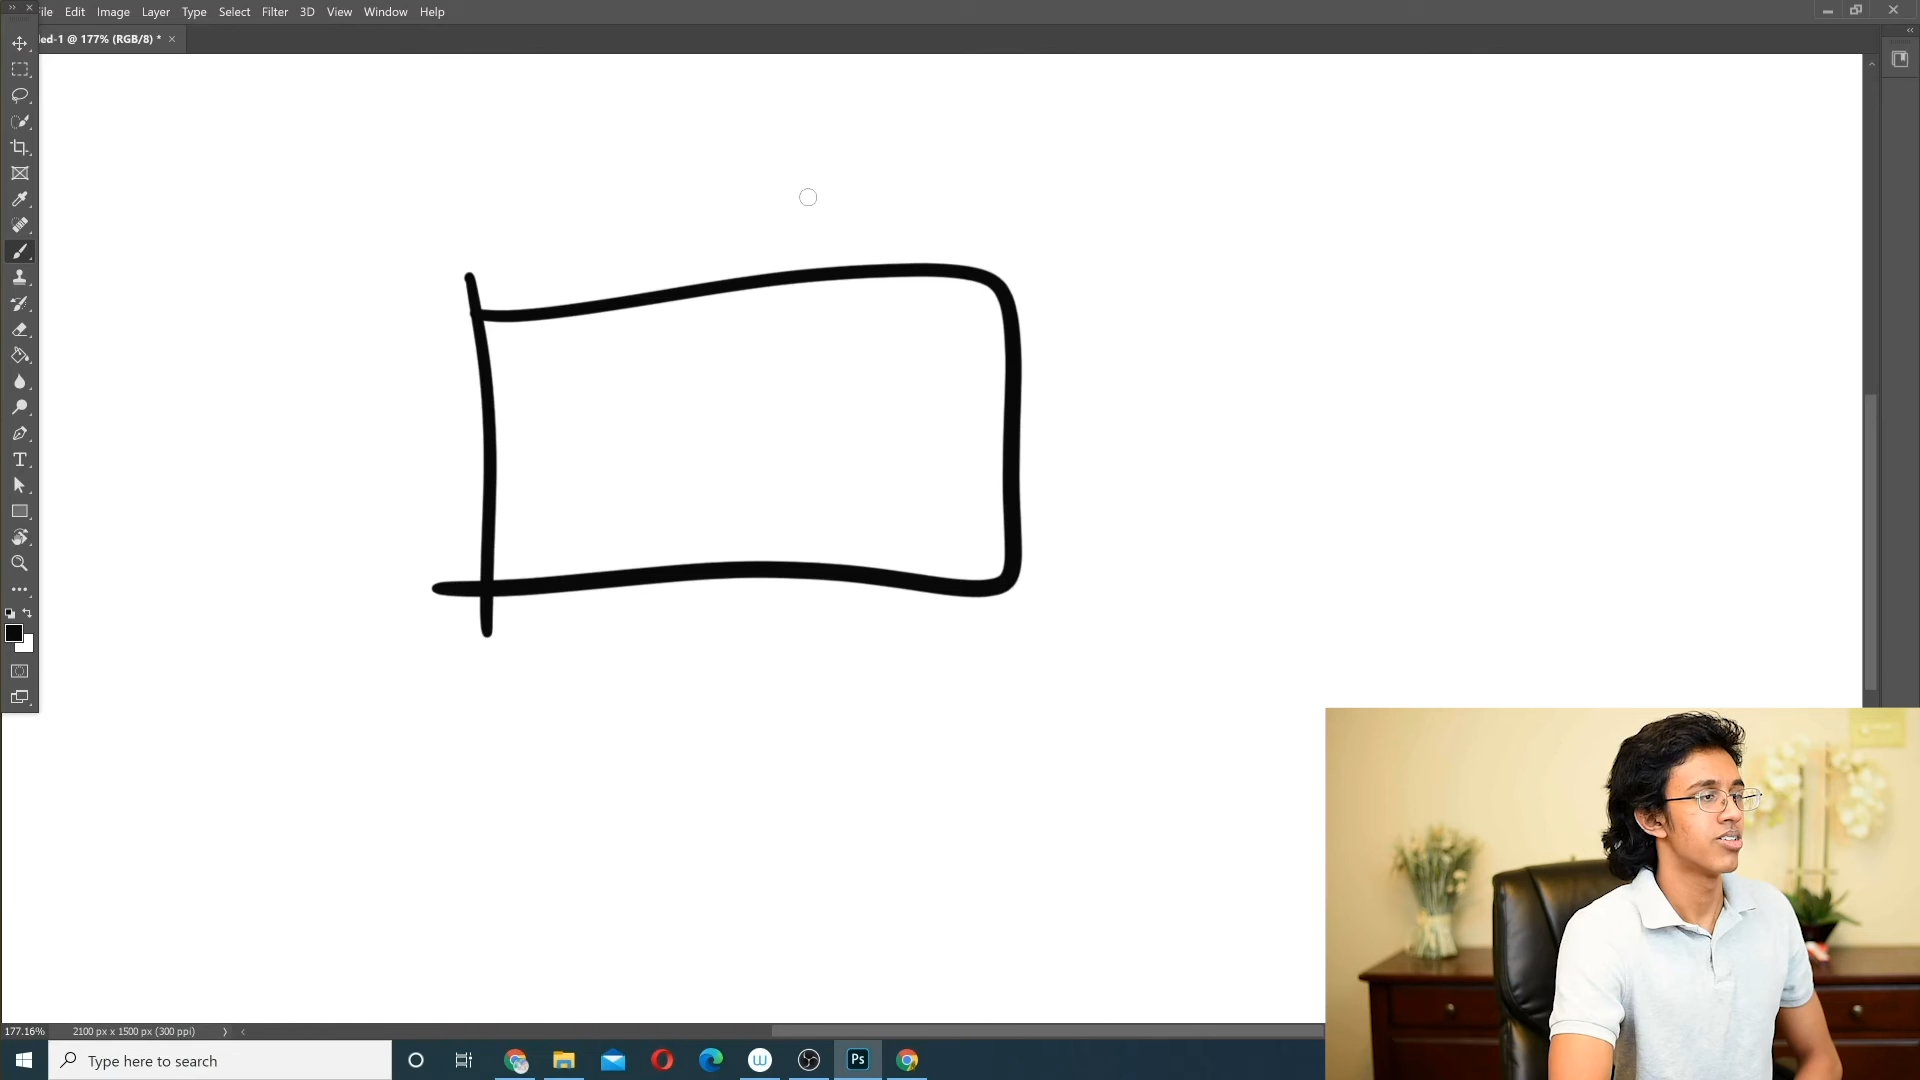 ile Edit Image Layer Type Select Filter 3D View Window Help
led-1 @ 177% (RGB/8) *
T
177.16% 2100 px x 1500 px (300 ppi)
Type here to search
W
Ps